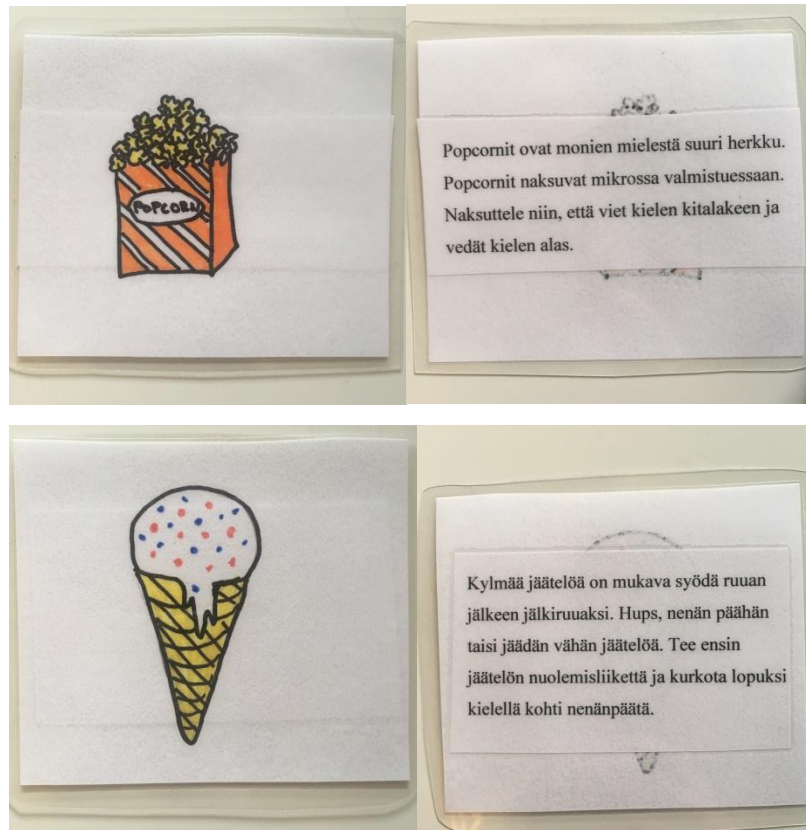 POPCORN
Popcornit ovat monien mielestä suuri herkku.
Popcornit naksuvat mikrossa valmistuessaan.
Naksuttele niin, että viet kielen kitalakeen ja
vedät kielen alas.
Kylmää jäätelöä on mukava syödä ruuan
jälkeen jälkiruuaksi. Hups, nenän päähän
taisi jäädän vähän jäätelöä. Tee ensin
jäätelön nuolemisliikettä ja kurkota lopuksi
kielellä kohti nenänpäätä.